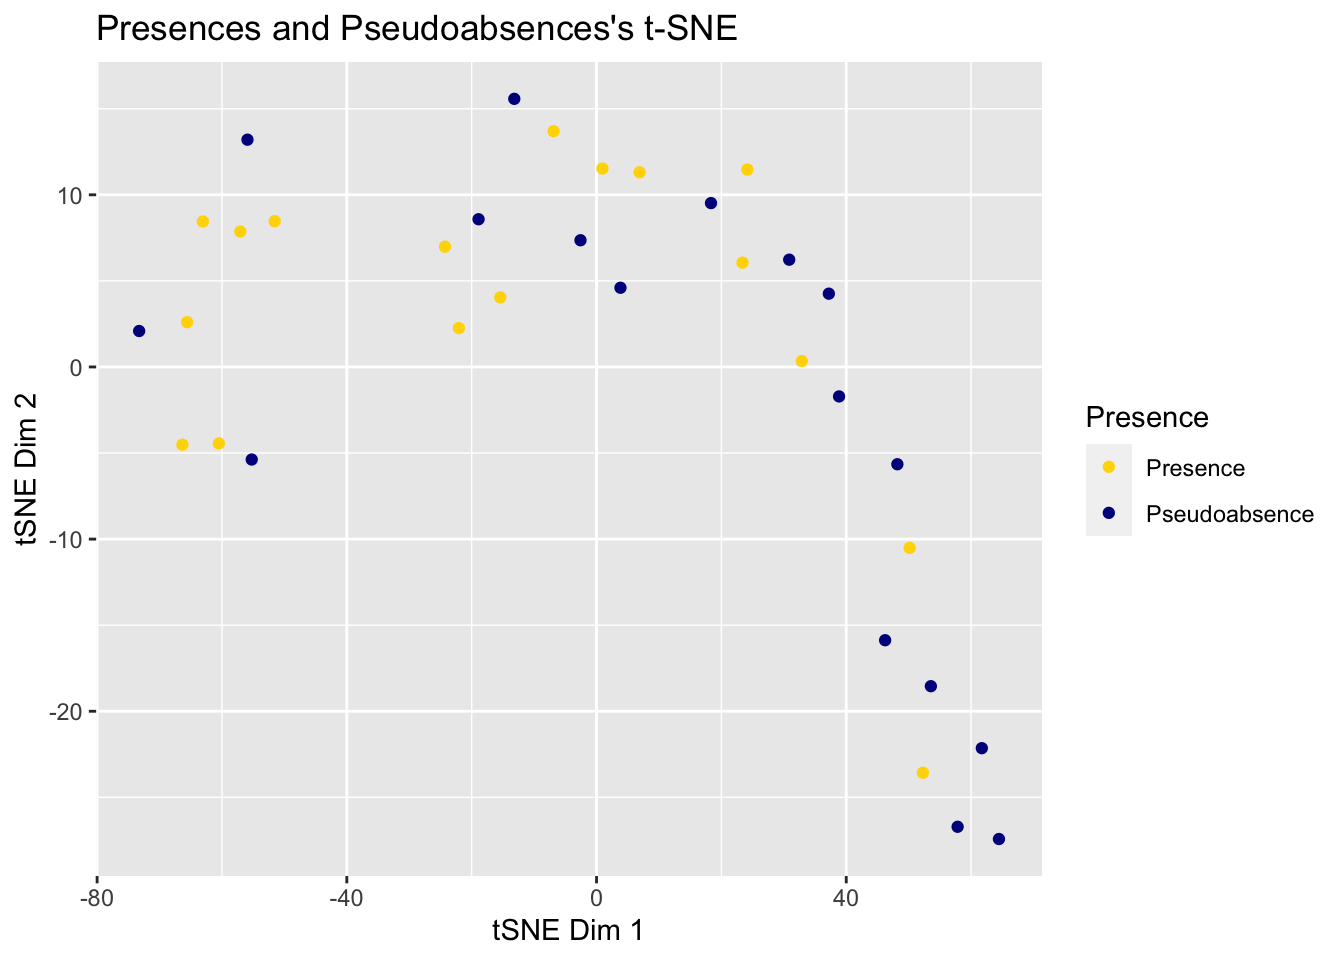 Presences and Pseudoabsences's t-SNE
10
0
-10
-20
tSNE Dim 2
-80
-40
0
40
tSNE Dim 1
Presence
Presence
Pseudoabsence